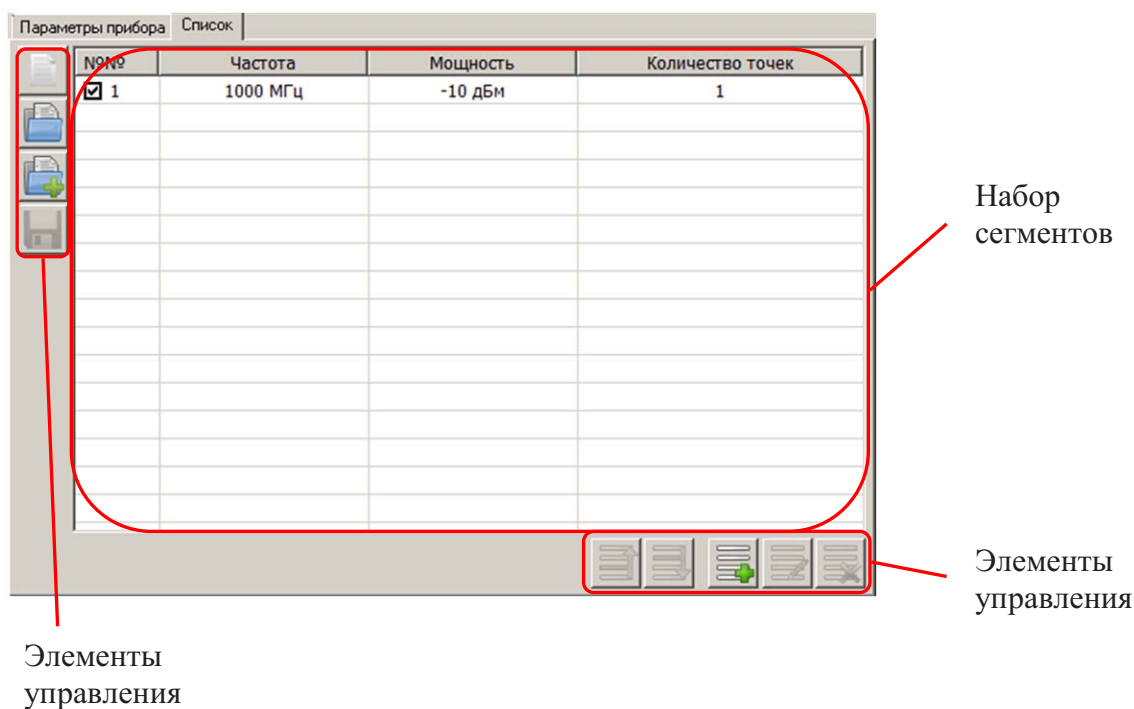 Параметры прибора Список
№№ Частота Мощность Количество точек
1 1000 МГц -10 дБм 1
Набор
сегментов
Элементы
управления
Элементы
управления